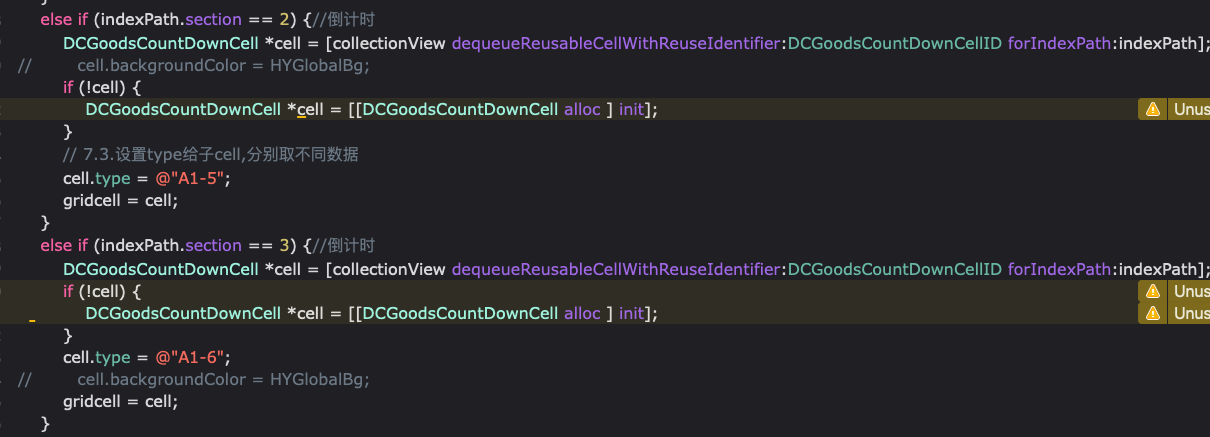 }
else if (indexPath.section == 2) {//倒计时
DCGoodsCountDownCell *cell = [collectionView dequeueReusableCellWithReuseIdentifier:DCGoodsCountDownCellID forIndexPath:indexPath];
// cell.backgroundColor = HYGlobalBg;
if (!cell) {
DCGoodsCountDownCell *cell = [[DCGoodsCountDownCell alloc ] init]; Unus
}
// 7.3.设置type给子cell,分别取不同数据
cell.type = @"A1-5";
gridcell = cell;
}
else if (indexPath.section == 3) {//倒计时
DCGoodsCountDownCell *cell = [collectionView dequeueReusableCellWithReuseIdentifier:DCGoodsCountDownCellID forIndexPath:indexPath];
if (!cell) { Unus
DCGoodsCountDownCell *cell = [[DCGoodsCountDownCell alloc ] init]; Unus
}
cell.type = @"A1-6";
// cell.backgroundColor = HYGlobalBg;
gridcell = cell;
}